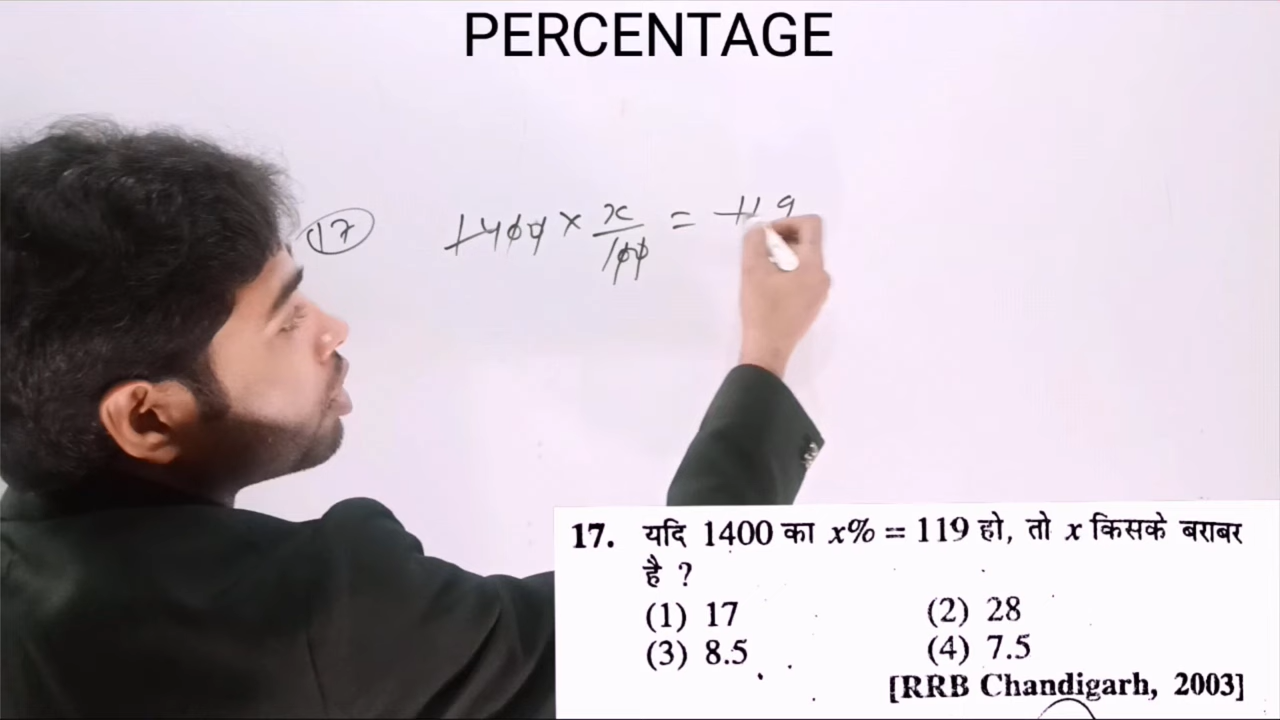 PERCENTAGE
17
1400 × x/100 = 119
17. यदि 1400 का x% = 119 हो, तो x किसके बराबर
है ?
(1) 17 (2) 28
(3) 8.5 (4) 7.5
[RRB Chandigarh, 2003]